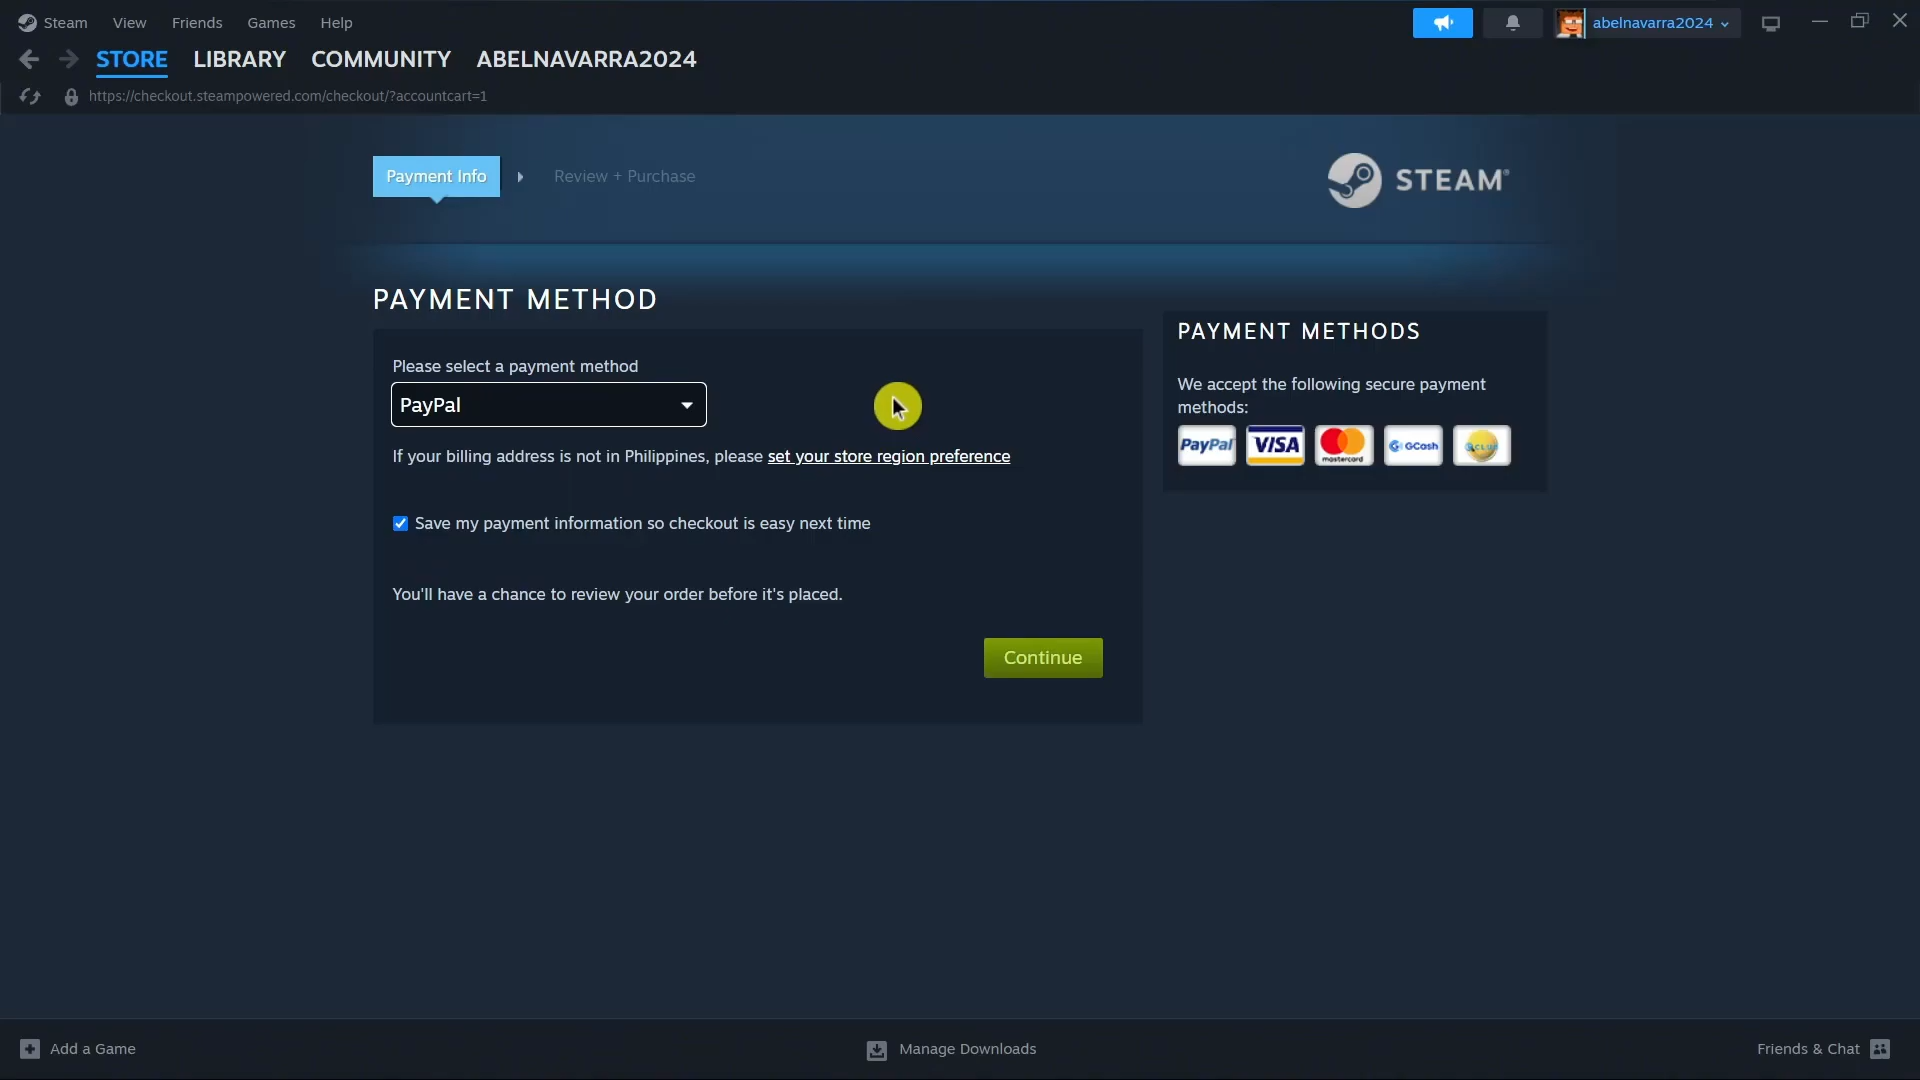 Steam View Friends Games Help abelnavarra2024
STORE LIBRARY COMMUNITY ABELNAVARRA2024
https://checkout.steampowered.com/checkout/?accountcart=1
Payment Info Review + Purchase
STEAM®
PAYMENT METHOD
Please select a payment method
PayPal
If your billing address is not in Philippines, please set your store region preference
Save my payment information so checkout is easy next time
You'll have a chance to review your order before it's placed.
Continue
PAYMENT METHODS
We accept the following secure payment
methods:
PayPal VISA mastercard GCash
Add a Game Manage Downloads Friends & Chat